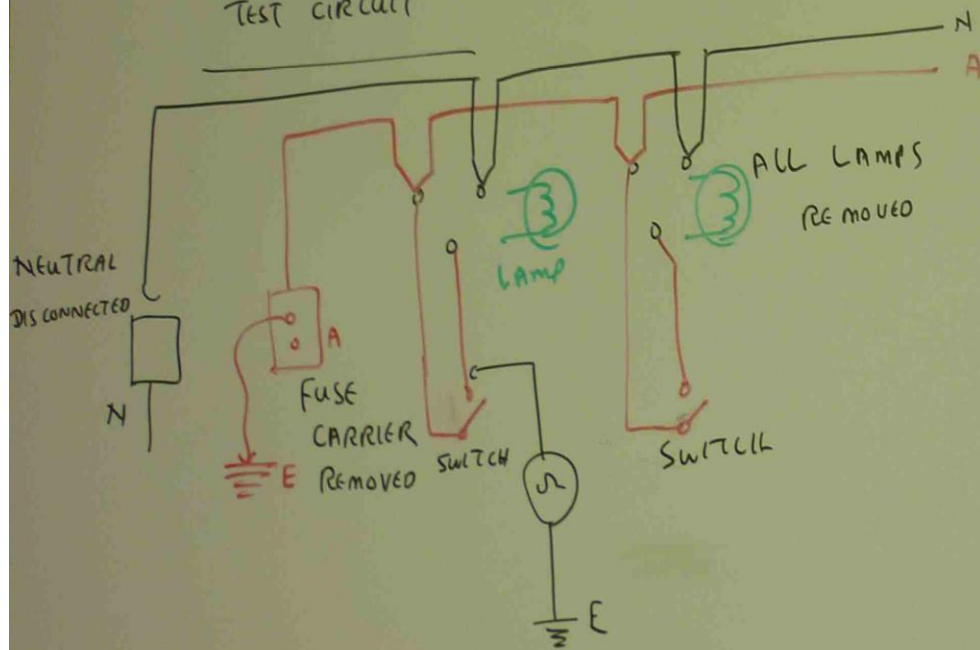 TEST CIRCUIT
N
A
ALL LAMPS
REMOVED
NEUTRAL
DISCONNECTED
LAMP
A
N
FUSE
CARRIER
REMOVED
E
SWITCH
SWITCH
Ω
E